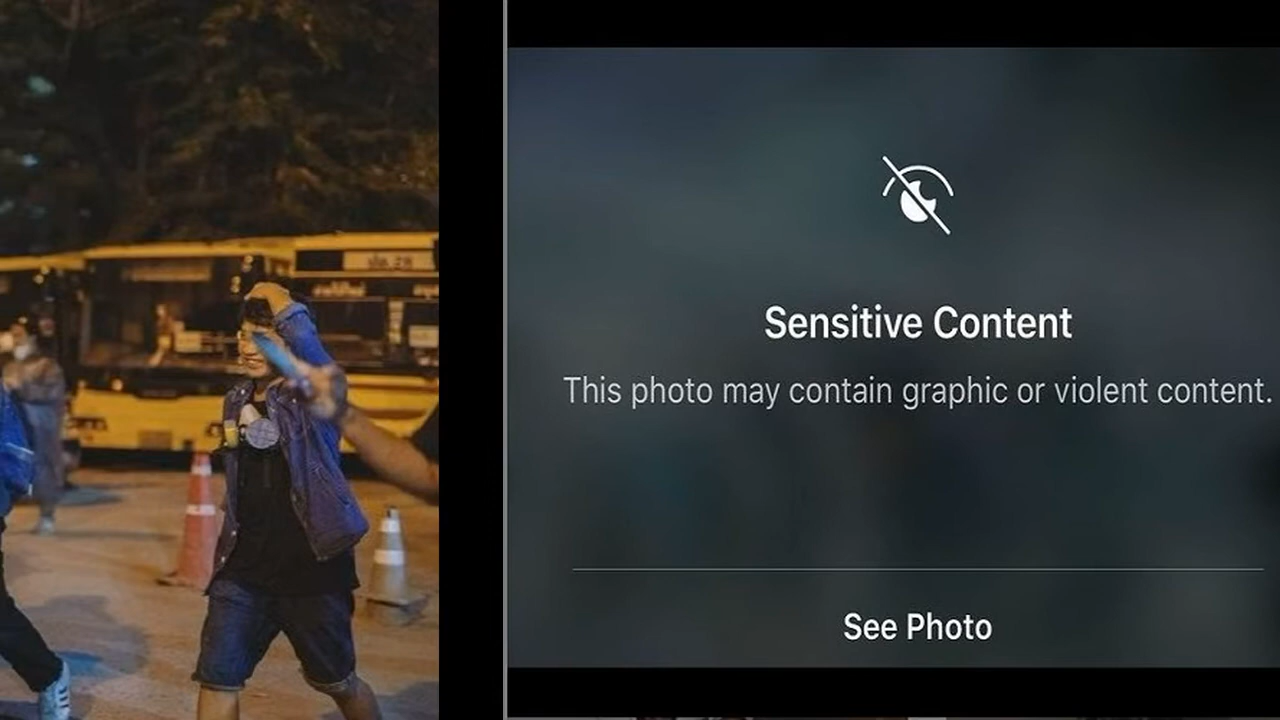 Sensitive Content
This photo may contain graphic or violent content.
See Photo